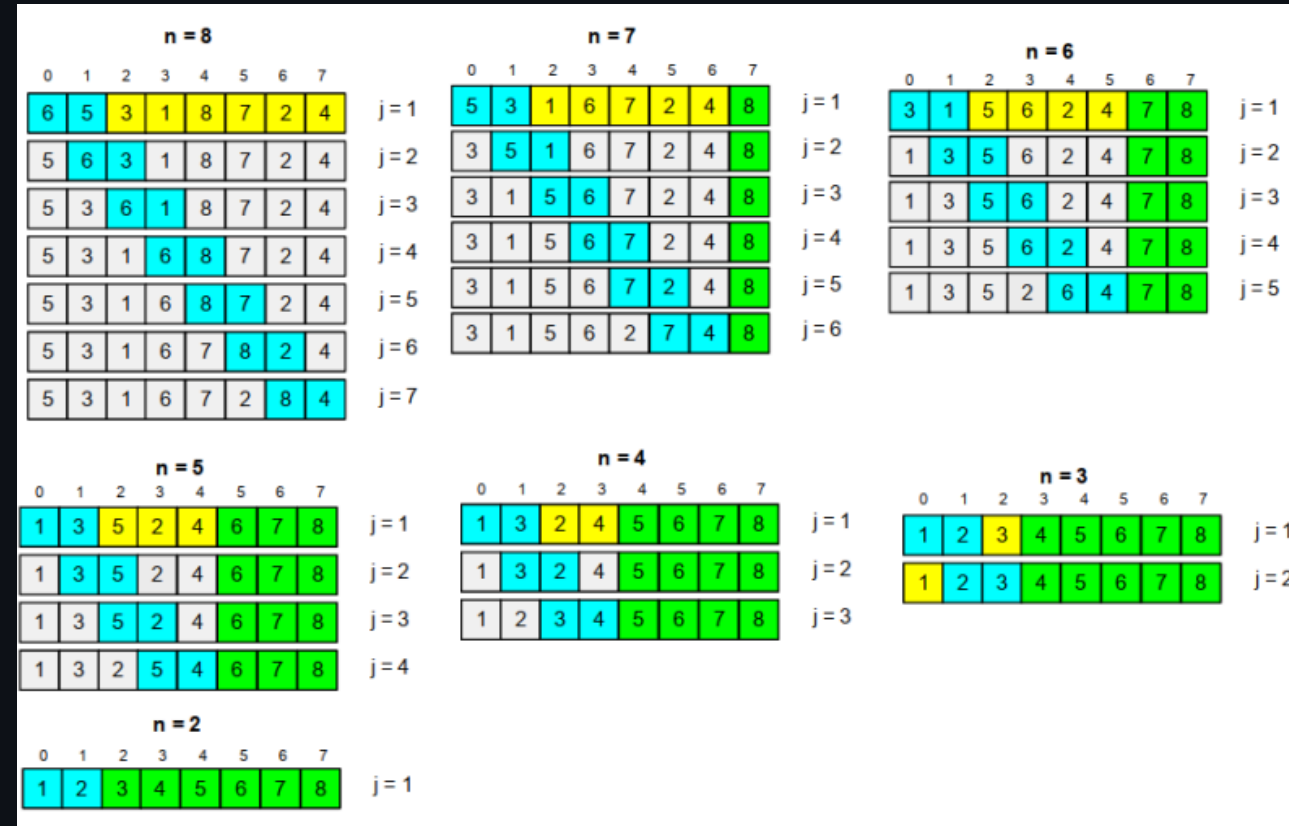 n = 8
0 1 2 3 4 5 6 7
6 5 3 1 8 7 2 4 j = 1
5 6 3 1 8 7 2 4 j = 2
5 3 6 1 8 7 2 4 j = 3
5 3 1 6 8 7 2 4 j = 4
5 3 1 6 8 7 2 4 j = 5
5 3 1 6 7 8 2 4 j = 6
5 3 1 6 7 2 8 4 j = 7
n = 7
0 1 2 3 4 5 6 7
5 3 1 6 7 2 4 8 j = 1
3 5 1 6 7 2 4 8 j = 2
3 1 5 6 7 2 4 8 j = 3
3 1 5 6 7 2 4 8 j = 4
3 1 5 6 7 2 4 8 j = 5
3 1 5 6 2 7 4 8 j = 6
n = 6
0 1 2 3 4 5 6 7
3 1 5 6 2 4 7 8 j = 1
1 3 5 6 2 4 7 8 j = 2
1 3 5 6 2 4 7 8 j = 3
1 3 5 6 2 4 7 8 j = 4
1 3 5 2 6 4 7 8 j = 5
n = 5
0 1 2 3 4 5 6 7
1 3 5 2 4 6 7 8 j = 1
1 3 5 2 4 6 7 8 j = 2
1 3 5 2 4 6 7 8 j = 3
1 3 2 5 4 6 7 8 j = 4
n = 4
0 1 2 3 4 5 6 7
1 3 2 4 5 6 7 8 j = 1
1 3 2 4 5 6 7 8 j = 2
1 2 3 4 5 6 7 8 j = 3
n = 3
0 1 2 3 4 5 6 7
1 2 3 4 5 6 7 8 j = 1
1 2 3 4 5 6 7 8 j = 2
n = 2
0 1 2 3 4 5 6 7
1 2 3 4 5 6 7 8 j = 1